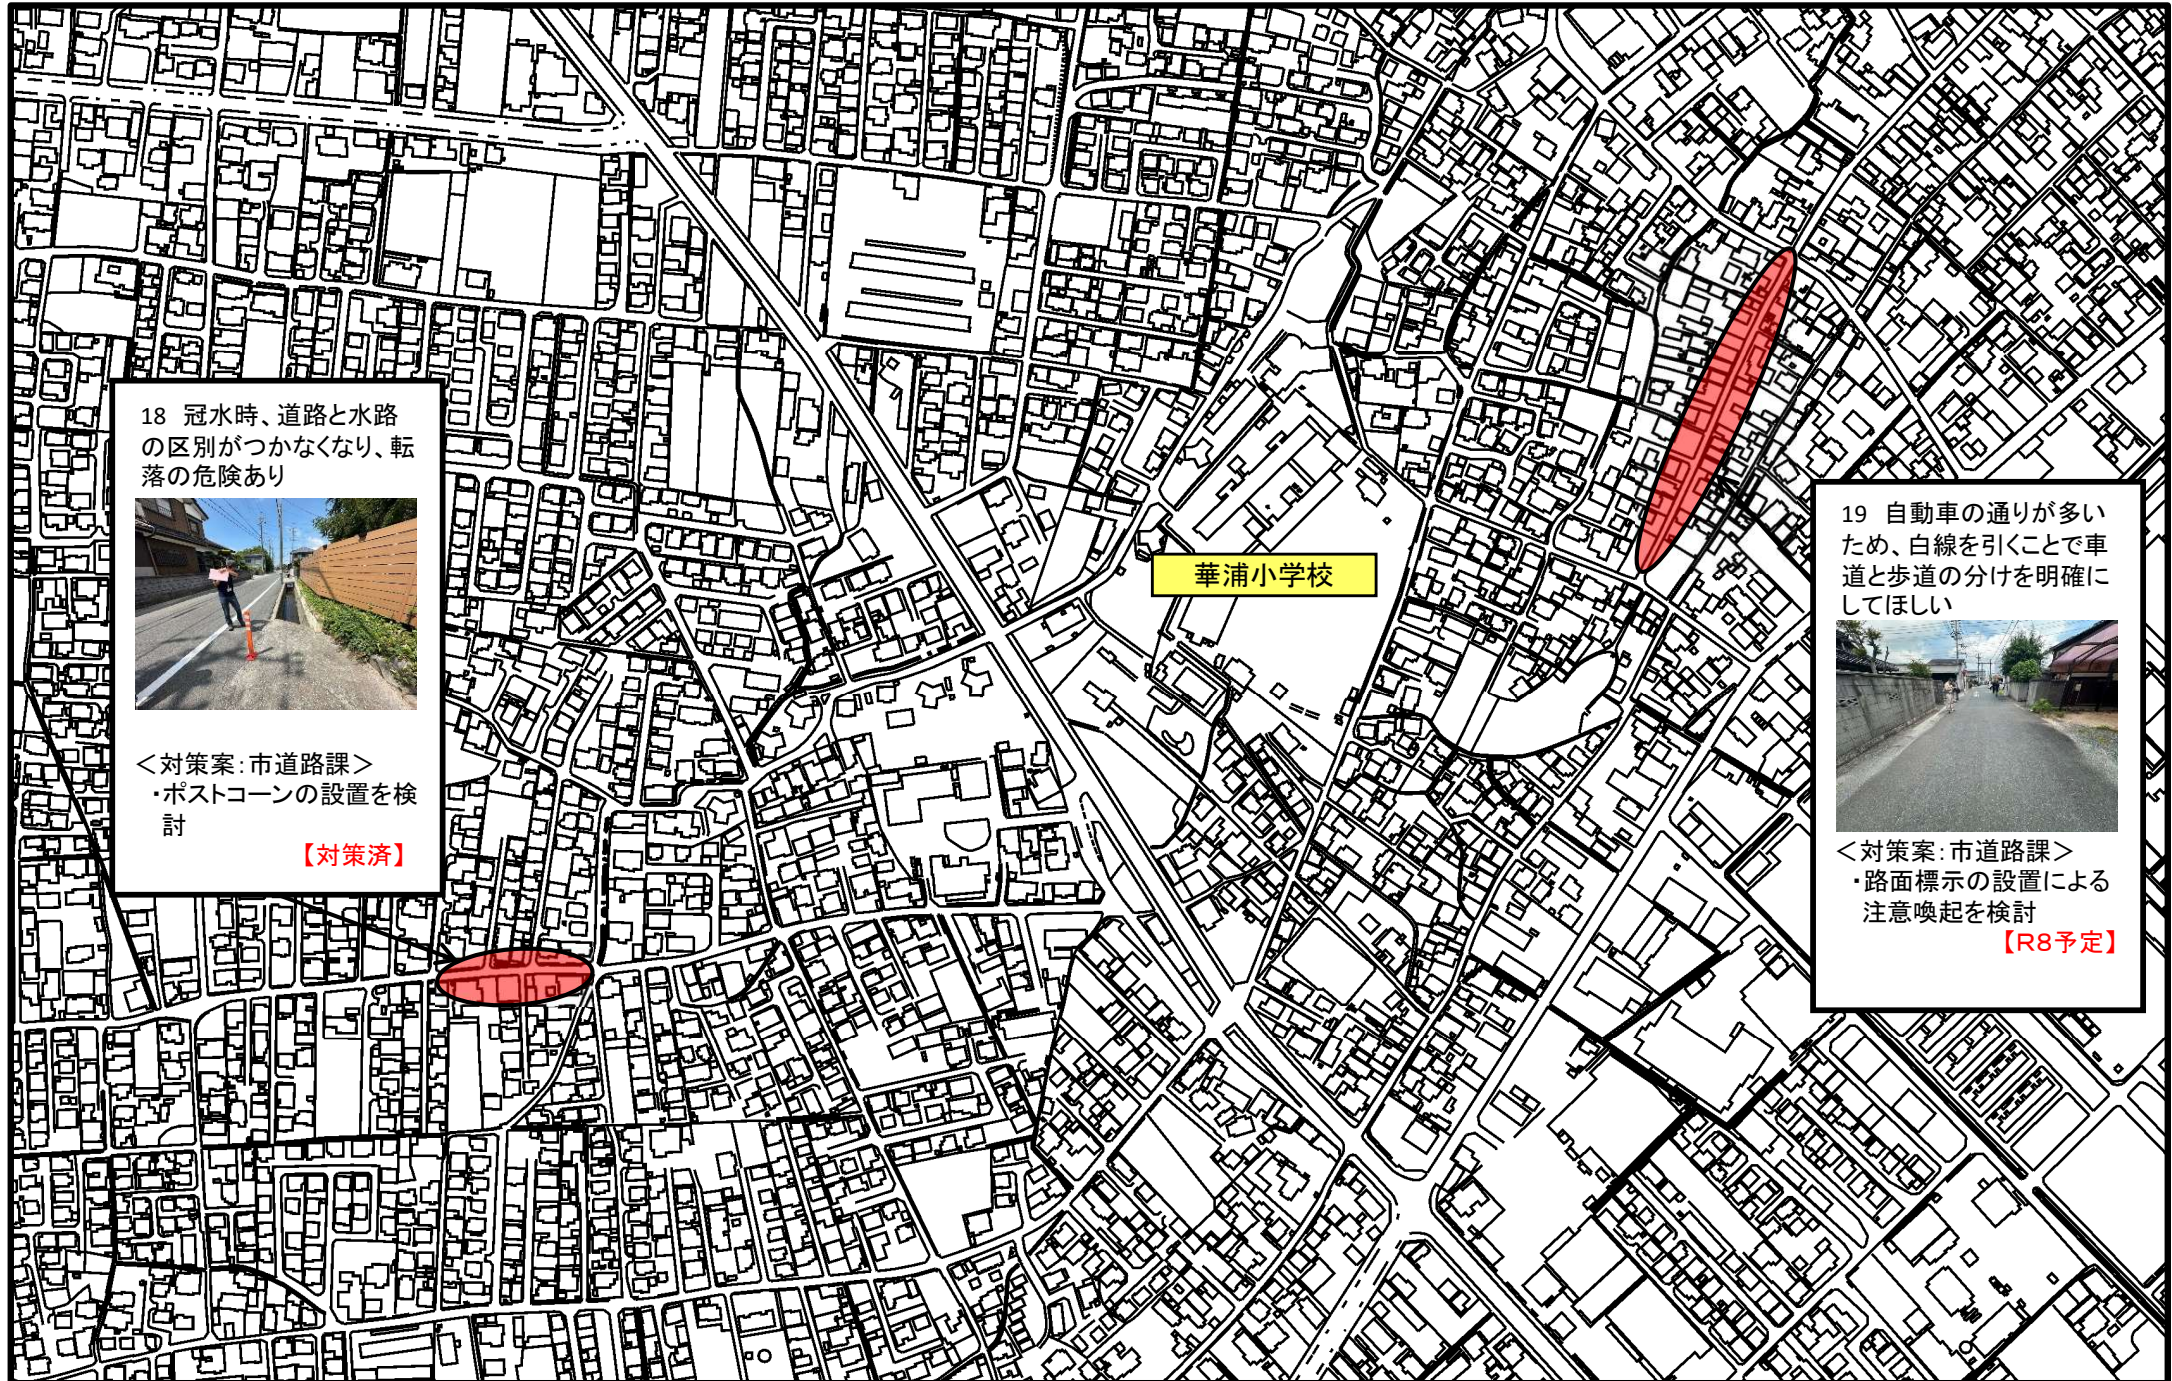 18 冠水時、道路と水路
の区別がつかなくなり、転
落の危険あり
＜対策案：市道路課＞
・ポストコーンの設置を検
討
【対策済】
華浦小学校
19 自動車の通りが多い
ため、白線を引くことで車
道と歩道の分けを明確に
してほしい
＜対策案：市道路課＞
・路面標示の設置による
注意喚起を検討
【R8予定】